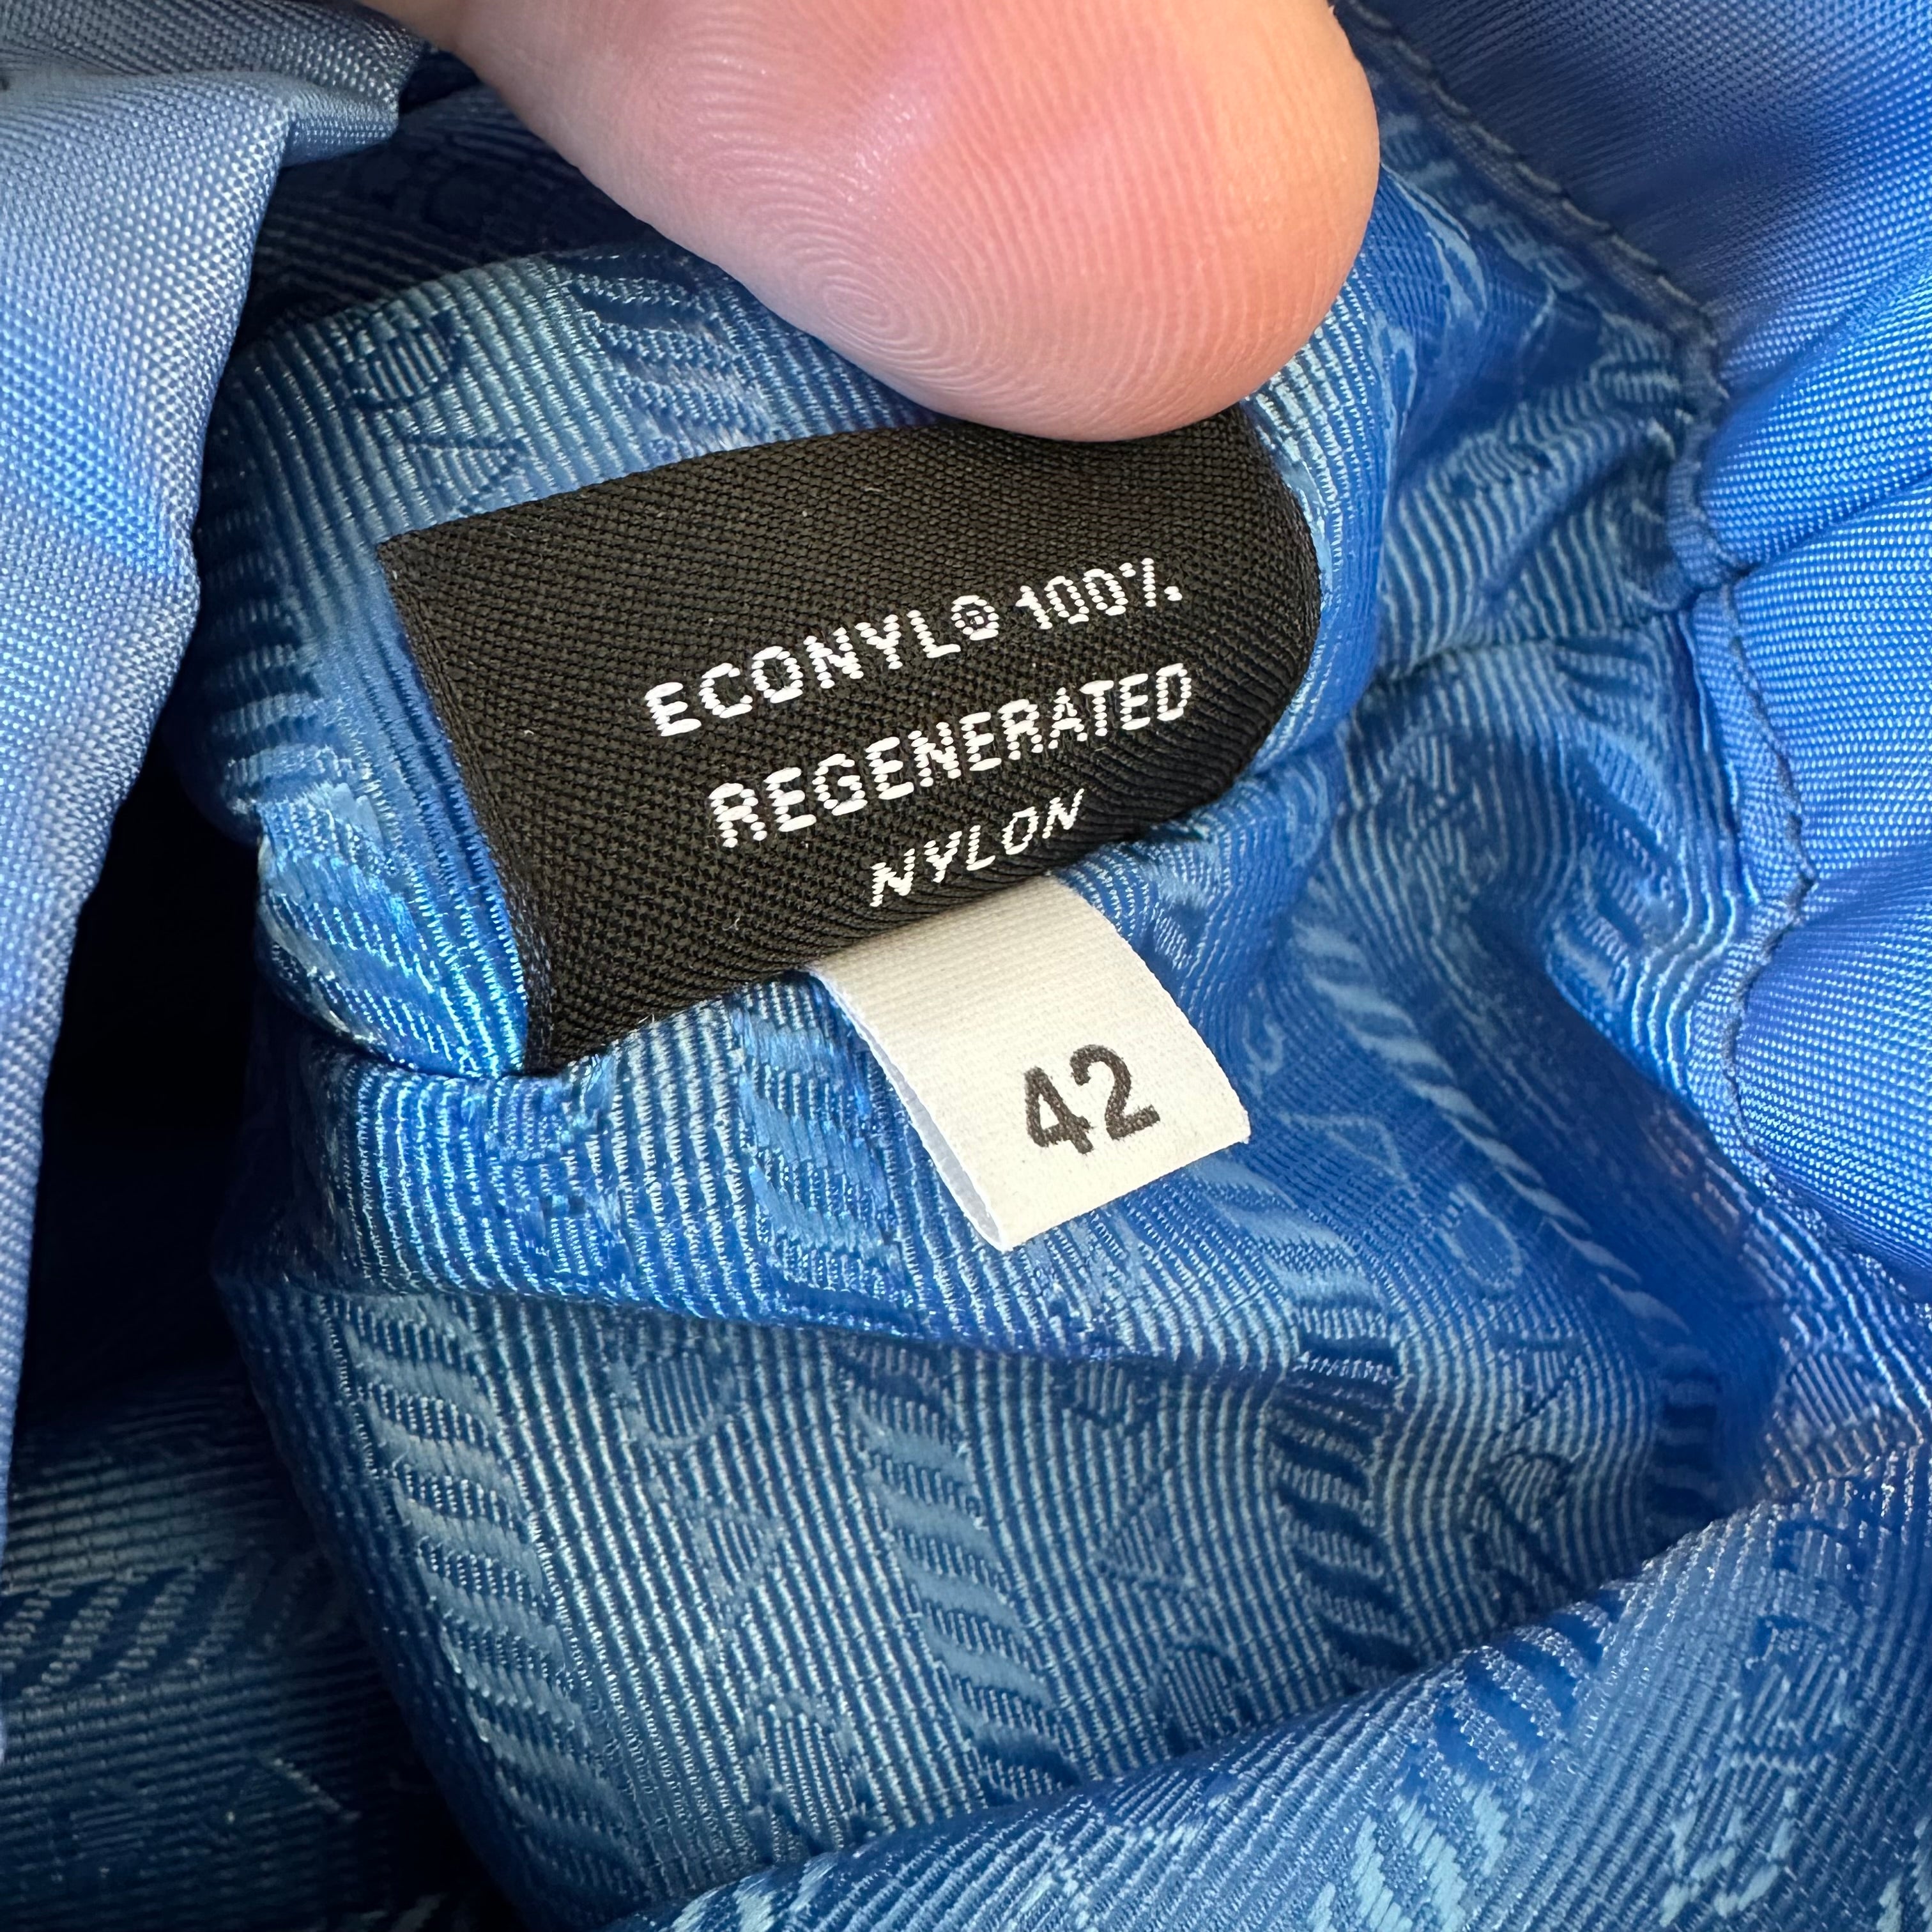 ECONYL® 100%
REGENERATED
NYLON
42